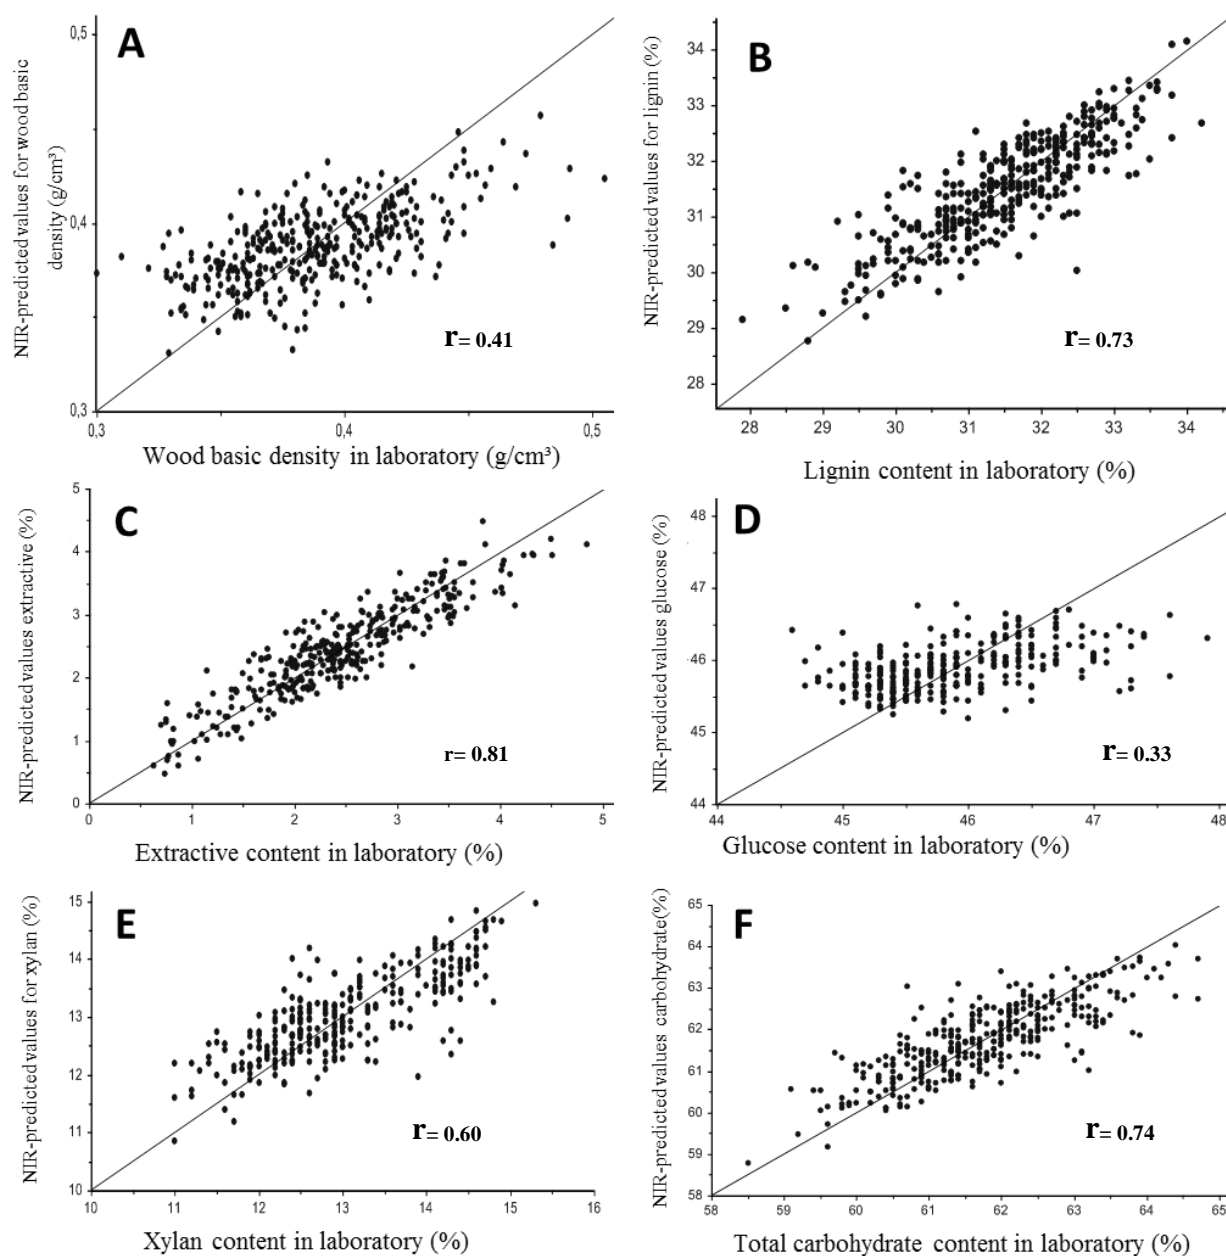 A
NIR-predicted values for wood basic
density (g/cm³)
0,5
0,4
0,3
0,3
0,4
0,5
r= 0.41
Wood basic density in laboratory (g/cm³)
B
NIR-predicted values for lignin (%)
34
33
32
31
30
29
28
28
29
30
31
32
33
34
r= 0.73
Lignin content in laboratory (%)
C
NIR-predicted values extractive (%)
5
4
3
2
1
0
0
1
2
3
4
5
r= 0.81
Extractive content in laboratory (%)
D
NIR-predicted values glucose (%)
48
47
46
45
44
44
45
46
47
48
r= 0.33
Glucose content in laboratory (%)
E
NIR-predicted values for xylan (%)
15
14
13
12
11
10
10
11
12
13
14
15
16
r= 0.60
Xylan content in laboratory (%)
F
NIR-predicted values carbohydrate(%)
65
64
63
62
61
60
59
58
58
59
60
61
62
63
64
65
r= 0.74
Total carbohydrate content in laboratory (%)